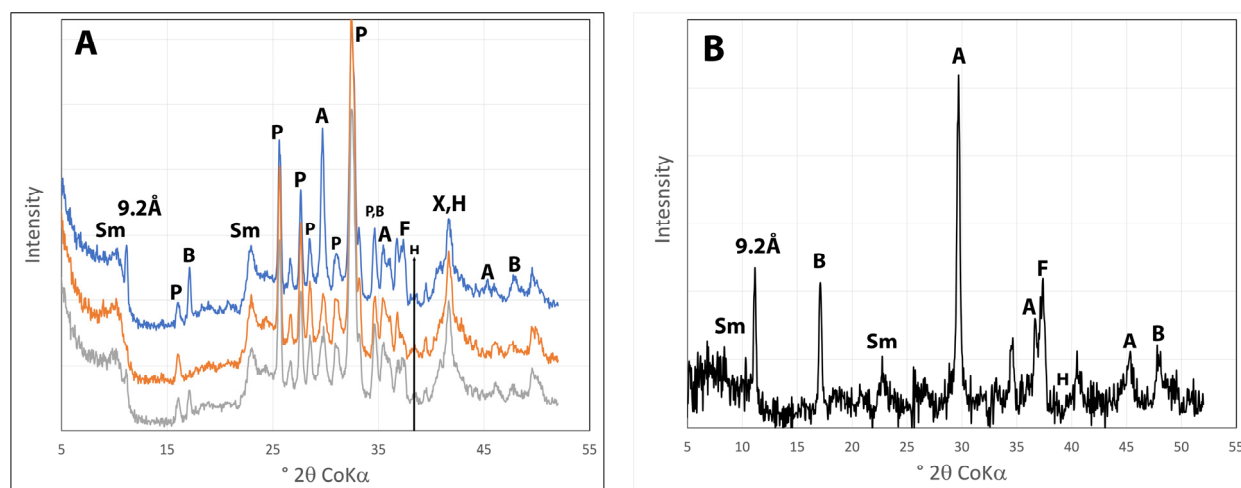 A
Intensity
Sm
9.2Å
P
B
Sm
P
P
P
A
P
P
P,B
A
F
H
X,H
A
B
5
15
25
35
45
55
° 2θ CoKα
B
Intesnsity
Sm
9.2Å
B
Sm
A
A
F
H
A
B
5
10
15
20
25
30
35
40
45
50
55
° 2θ CoKα